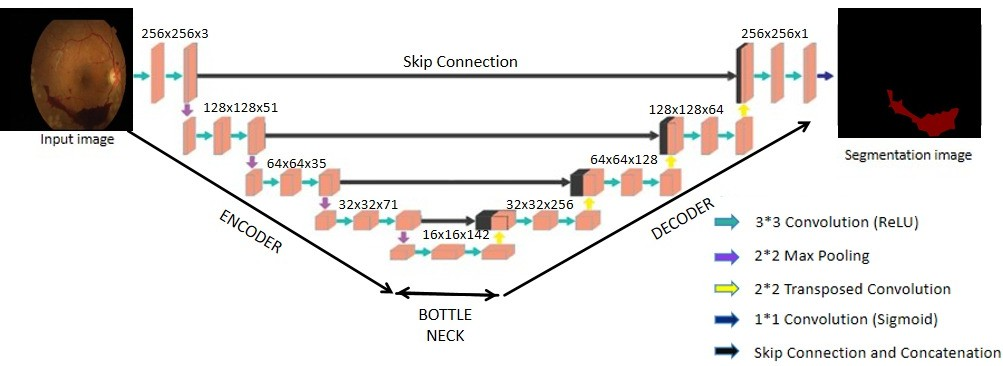 256x256x3
256x256x1
Skip Connection
128x128x51
128x128x64
Input image
64x64x35
64x64x128
Segmentation image
32x32x71
32x32x256
16x16x142
ENCODER
DECODER
BOTTLE
NECK
3*3 Convolution (ReLU)
2*2 Max Pooling
2*2 Transposed Convolution
1*1 Convolution (Sigmoid)
Skip Connection and Concatenation